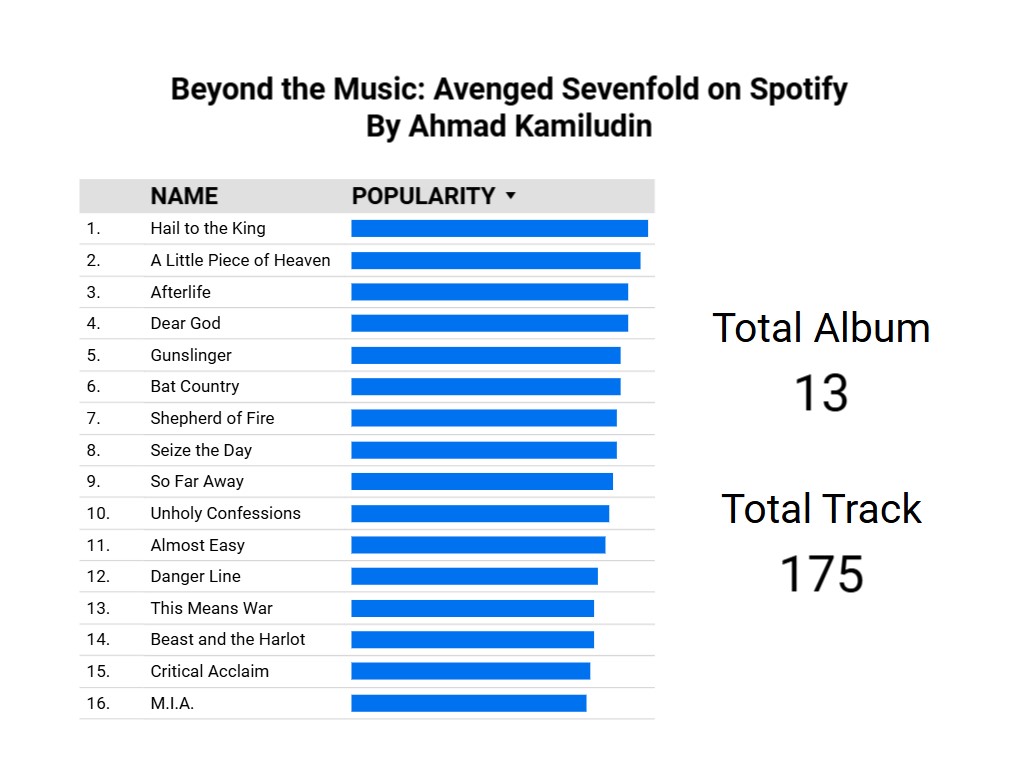 Beyond the Music: Avenged Sevenfold on Spotify
By Ahmad Kamiludin
NAME POPULARITY
1. Hail to the King
2. A Little Piece of Heaven
3. Afterlife
4. Dear God
5. Gunslinger
6. Bat Country
7. Shepherd of Fire
8. Seize the Day
9. So Far Away
10. Unholy Confessions
11. Almost Easy
12. Danger Line
13. This Means War
14. Beast and the Harlot
15. Critical Acclaim
16. M.I.A.
Total Album
13
Total Track
175